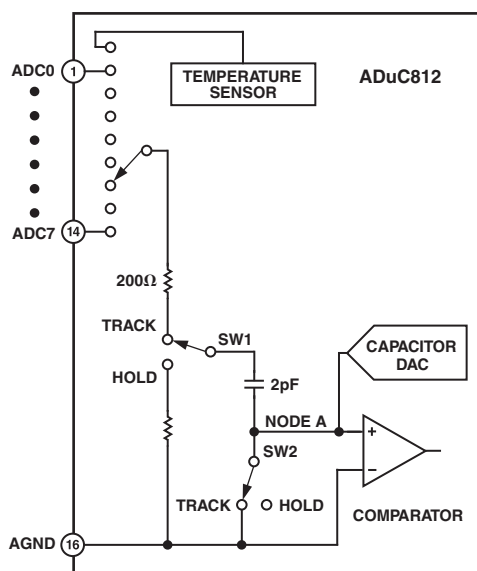 ADuC812
TEMPERATURE
SENSOR
ADC0
1
ADC7
14
200Ω
TRACK
SW1
HOLD
2pF
CAPACITOR
DAC
NODE A
+
−
SW2
TRACK
HOLD
COMPARATOR
AGND
16